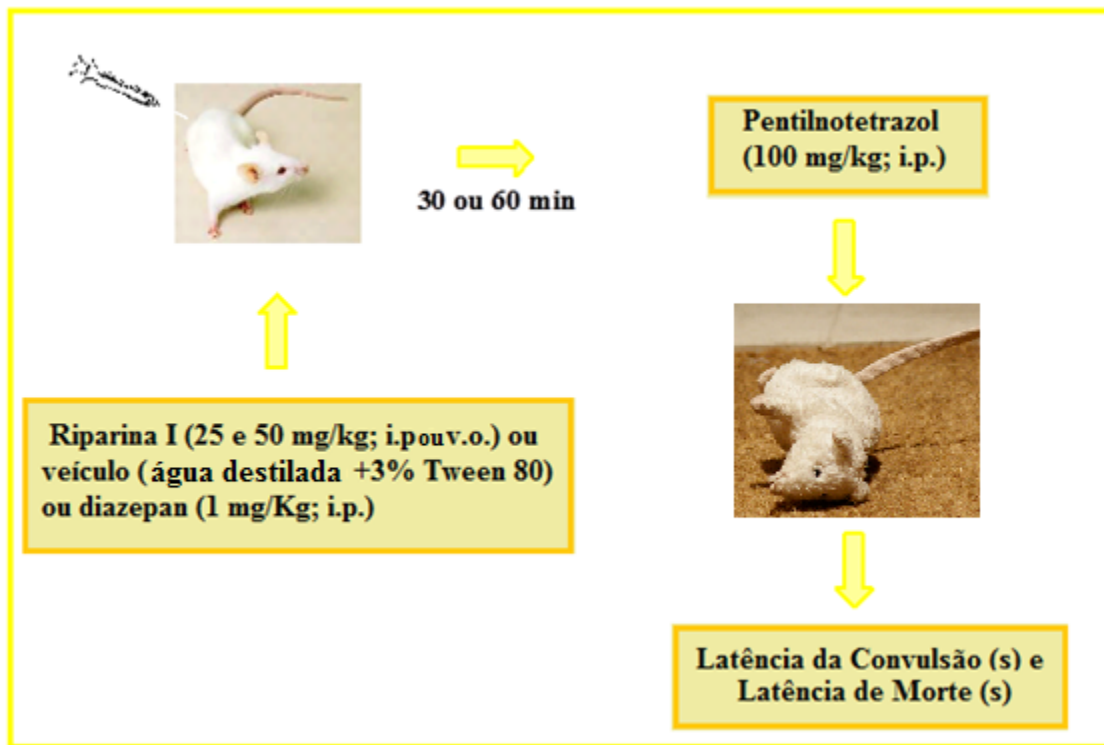 30 ou 60 min
Pentilnotetrazol
(100 mg/kg; i.p.)
Riparina I (25 e 50 mg/kg; i.pouv.o.) ou
veículo (água destilada +3% Tween 80)
ou diazepan (1 mg/Kg; i.p.)
Latência da Convulsão (s) e
Latência de Morte (s)